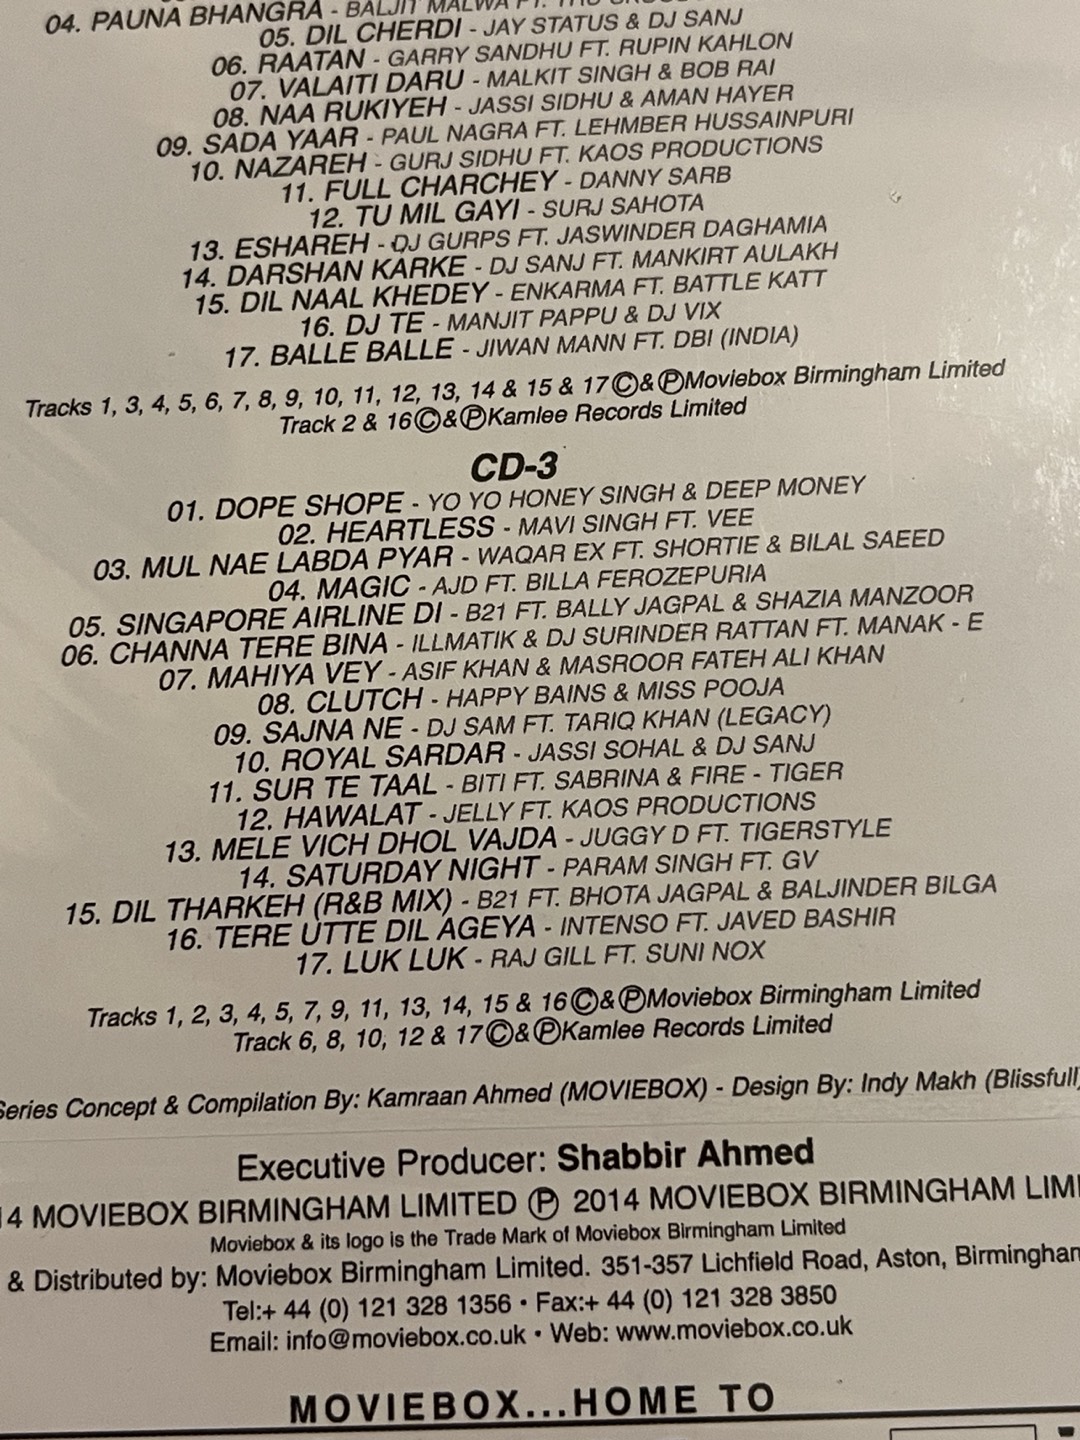 04. PAUNA BHANGRA - BALJIT MALWA FT.
05. DIL CHERDI - JAY STATUS & DJ SANJ
06. RAATAN - GARRY SANDHU FT. RUPIN KAHLON
07. VALAITI DARU - MALKIT SINGH & BOB RAI
08. NAA RUKIYEH - JASSI SIDHU & AMAN HAYER
09. SADA YAAR - PAUL NAGRA FT. LEHMBER HUSSAINPURI
10. NAZAREH - GURJ SIDHU FT. KAOS PRODUCTIONS
11. FULL CHARCHEY - DANNY SARB
12. TU MIL GAYI - SURJ SAHOTA
13. ESHAREH - DJ GURPS FT. JASWINDER DAGHAMIA
14. DARSHAN KARKE - DJ SANJ FT. MANKIRT AULAKH
15. DIL NAAL KHEDEY - ENKARMA FT. BATTLE KATT
16. DJ TE - MANJIT PAPPU & DJ VIX
17. BALLE BALLE - JIWAN MANN FT. DBI (INDIA)
Tracks 1, 3, 4, 5, 6, 7, 8, 9, 10, 11, 12, 13, 14 & 15 & 17©&℗Moviebox Birmingham Limited
Track 2 & 16©&℗Kamlee Records Limited
CD-3
01. DOPE SHOPE - YO YO HONEY SINGH & DEEP MONEY
02. HEARTLESS - MAVI SINGH FT. VEE
03. MUL NAE LABDA PYAR - WAQAR EX FT. SHORTIE & BILAL SAEED
04. MAGIC - AJD FT. BILLA FEROZEPURIA
05. SINGAPORE AIRLINE DI - B21 FT. BALLY JAGPAL & SHAZIA MANZOOR
06. CHANNA TERE BINA - ILLMATIK & DJ SURINDER RATTAN FT. MANAK - E
07. MAHIYA VEY - ASIF KHAN & MASROOR FATEH ALI KHAN
08. CLUTCH - HAPPY BAINS & MISS POOJA
09. SAJNA NE - DJ SAM FT. TARIQ KHAN (LEGACY)
10. ROYAL SARDAR - JASSI SOHAL & DJ SANJ
11. SUR TE TAAL - BITI FT. SABRINA & FIRE - TIGER
12. HAWALAT - JELLY FT. KAOS PRODUCTIONS
13. MELE VICH DHOL VAJDA - JUGGY D FT. TIGERSTYLE
14. SATURDAY NIGHT - PARAM SINGH FT. GV
15. DIL THARKEH (R&B MIX) - B21 FT. BHOTA JAGPAL & BALJINDER BILGA
16. TERE UTTE DIL AGEYA - INTENSO FT. JAVED BASHIR
17. LUK LUK - RAJ GILL FT. SUNI NOX
Tracks 1, 2, 3, 4, 5, 7, 9, 11, 13, 14, 15 & 16©&℗Moviebox Birmingham Limited
Track 6, 8, 10, 12 & 17©&℗Kamlee Records Limited
Series Concept & Compilation By: Kamraan Ahmed (MOVIEBOX) - Design By: Indy Makh (Blissfull)
Executive Producer: Shabbir Ahmed
14 MOVIEBOX BIRMINGHAM LIMITED ℗ 2014 MOVIEBOX BIRMINGHAM LIMI
Moviebox & its logo is the Trade Mark of Moviebox Birmingham Limited
& Distributed by: Moviebox Birmingham Limited. 351-357 Lichfield Road, Aston, Birmingham
Tel:+ 44 (0) 121 328 1356 • Fax:+ 44 (0) 121 328 3850
Email: info@moviebox.co.uk • Web: www.moviebox.co.uk
MOVIEBOX...HOME TO